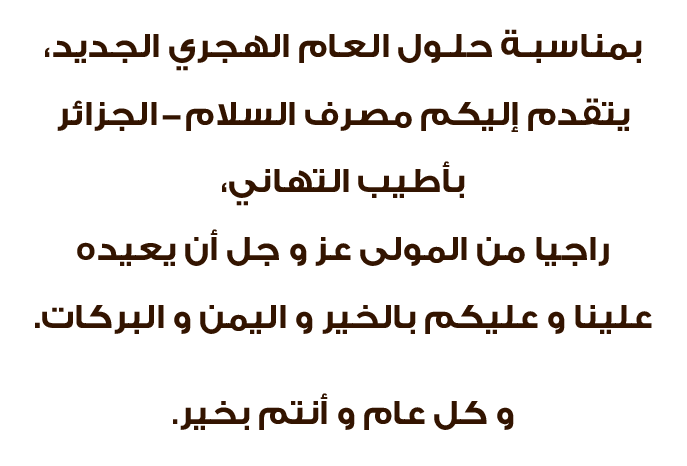 بمناسبة حلول العام الهجري الجديد،
يتقدم إليكم مصرف السلام - الجزائر
بأطيب التهاني،
راجيا من المولى عز و جل أن يعيده
علينا و عليكم بالخير و اليمن و البركات.
و كل عام و أنتم بخير.